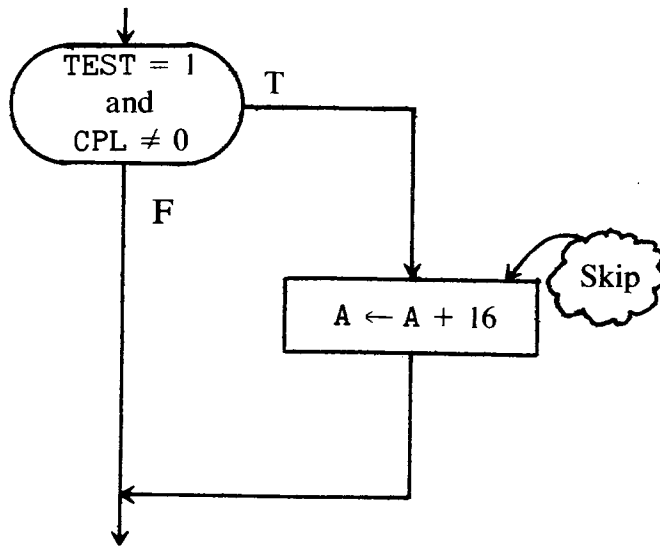 TEST = 1
and
CPL ≠ 0
T
F
A ← A + 16
Skip